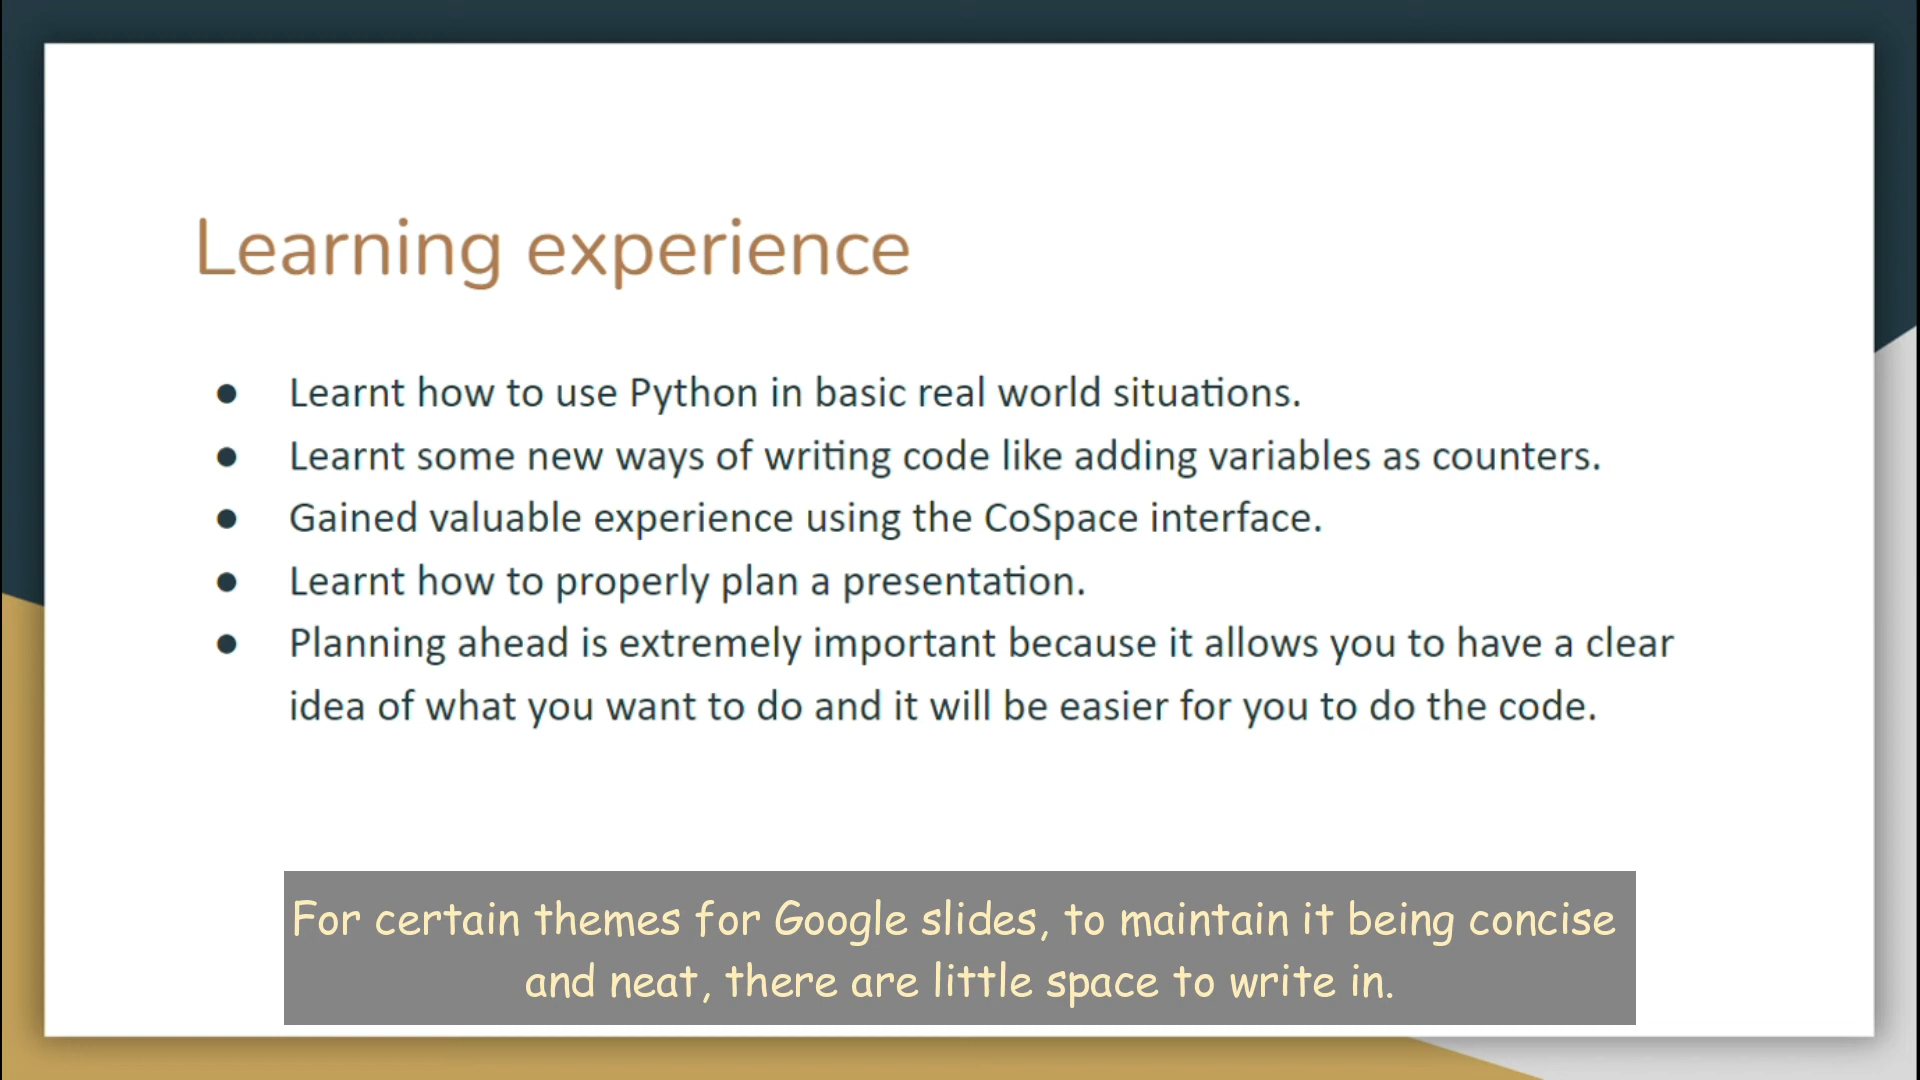 Learning experience
● Learnt how to use Python in basic real world situations.
● Learnt some new ways of writing code like adding variables as counters.
● Gained valuable experience using the CoSpace interface.
● Learnt how to properly plan a presentation.
● Planning ahead is extremely important because it allows you to have a clear
idea of what you want to do and it will be easier for you to do the code.
For certain themes for Google slides, to maintain it being concise
and neat, there are little space to write in.